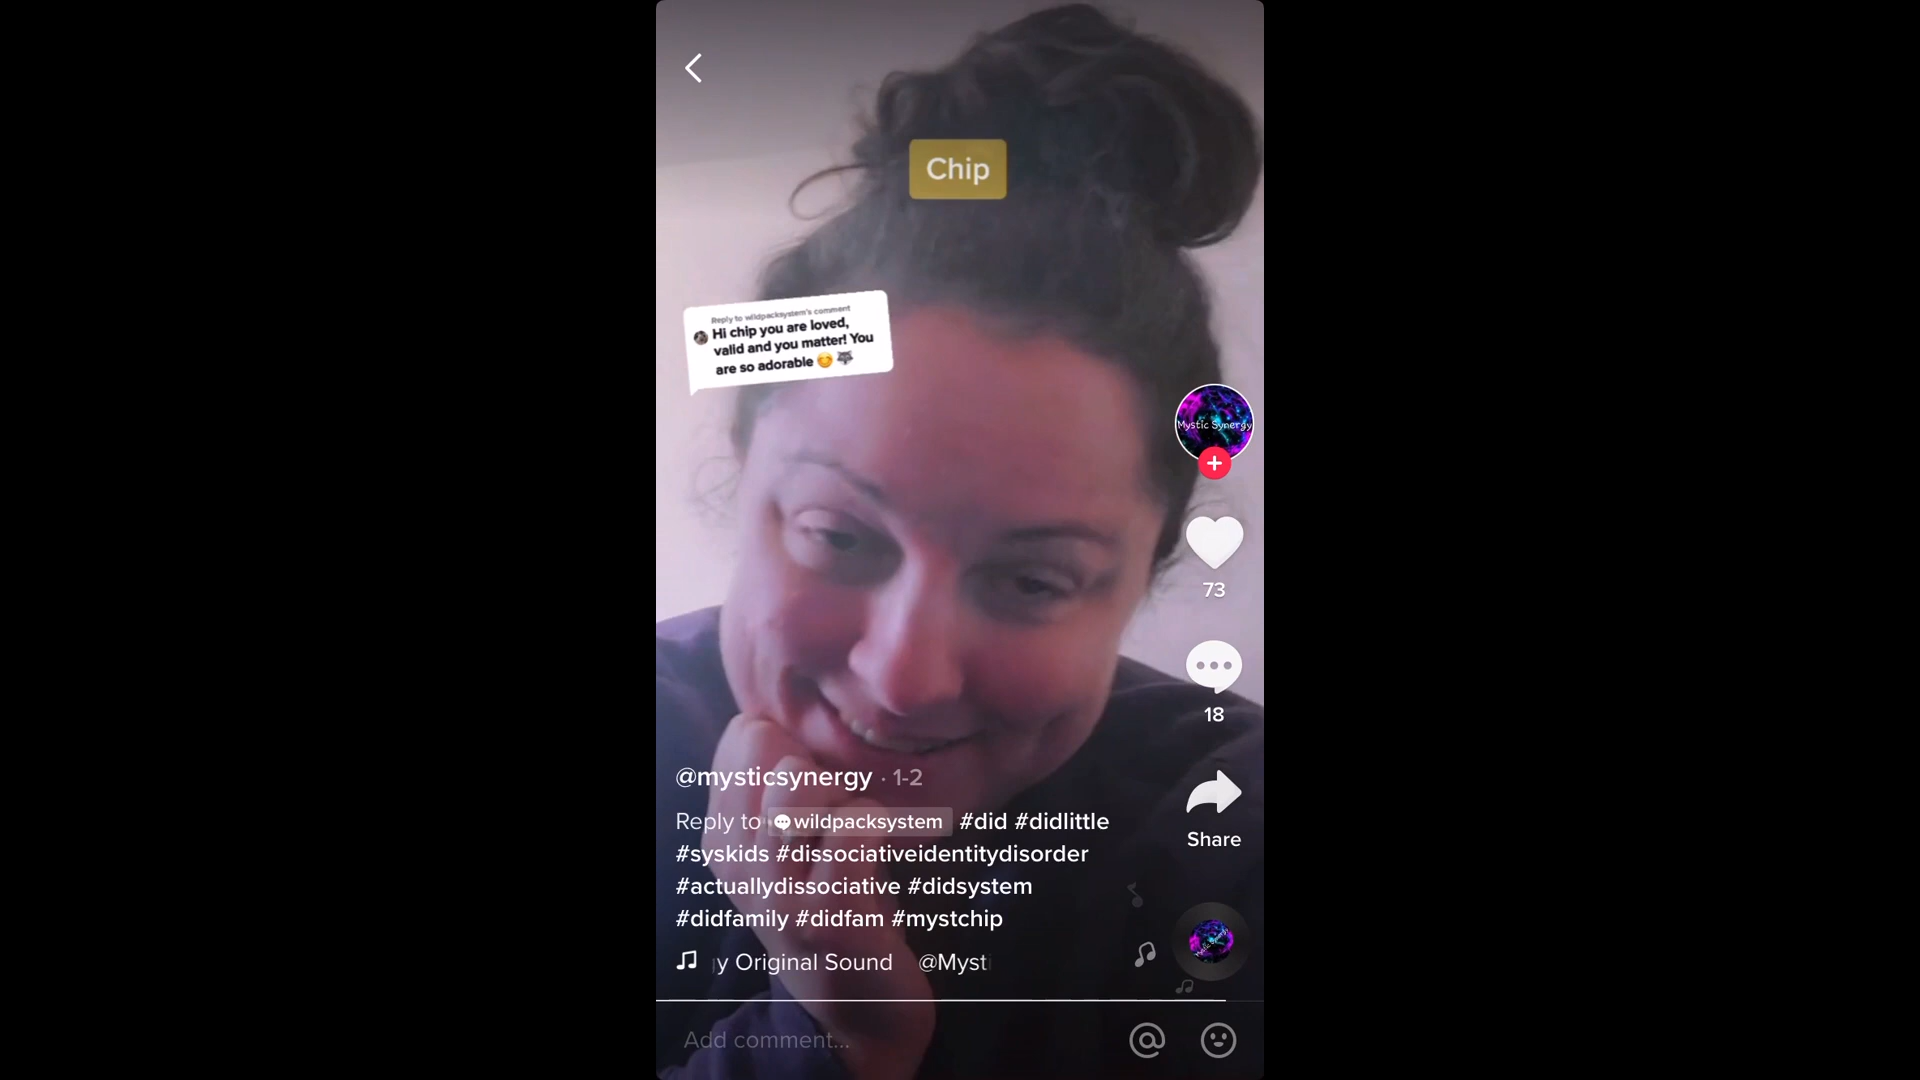 Chip
Reply to wildpacksystem's comment
Hi chip you are loved,
valid and you matter! You
are so adorable 😊 🐺
Mystic Synergy
73
18
@mysticsynergy · 1-2
Reply to wildpacksystem #did #didlittle
#syskids #dissociativeidentitydisorder
#actuallydissociative #didsystem
#didfamily #didfam #mystchip
Share
y Original Sound @Myst
Add comment...